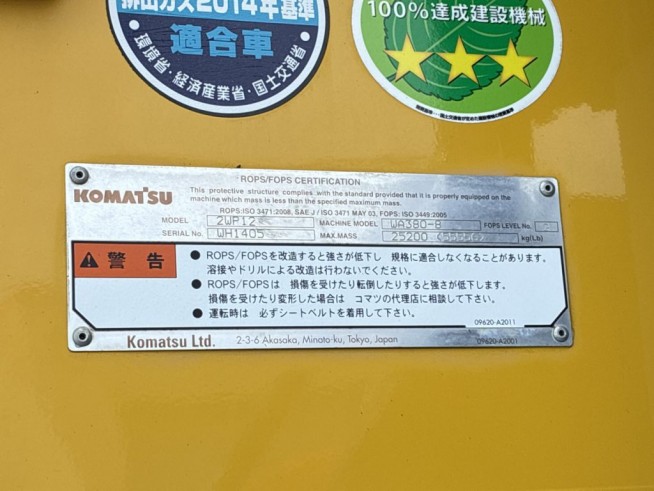 排出ガス2014年基準
適合車
・環境省・経済産業省・国土交通省・
100%達成建設機械
ROPS/FOPS CERTIFICATION
KOMATSU
This protective structure complies with the standard provided that it is properly equipped on the
machine which mass is less than the specified maximum mass.
ROPS:ISO 3471:2008, SAE J / ISO 3471 MAY 03, FOPS: ISO 3449:2005
MODEL 2WP12 MACHINE MODEL WA380-8 FOPS LEVEL No.
SERIAL No. WH1405 MAX.MASS 25200 kg(Lb)
警告
● ROPS/FOPSを改造すると強さが低下し 規格に適合しなくなることがあります。
溶接やドリルによる改造は行わないでください。
● ROPS/FOPSは 損傷を受けたり転倒したりすると強さが低下します。
損傷を受けたり変形した場合は コマツの代理店に相談して下さい。
● 運転時は 必ずシートベルトを着用して下さい。
09620-A2011
Komatsu Ltd. 2-3-6 Akasaka, Minato-ku, Tokyo, Japan 09620-A2001